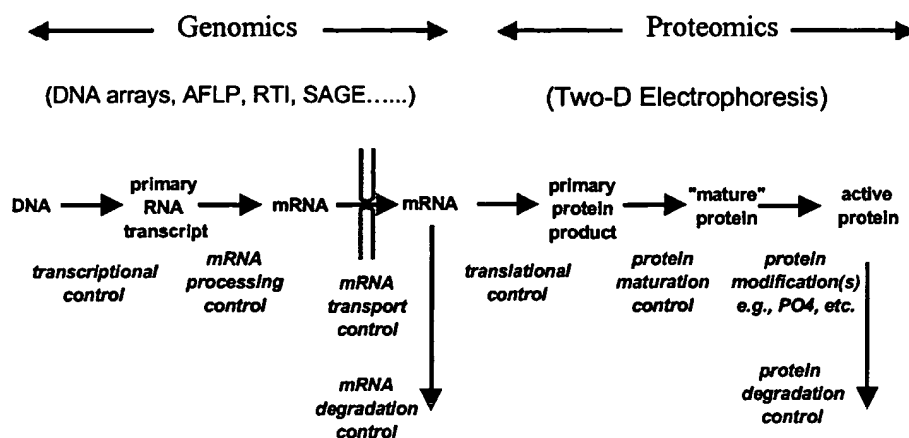 Genomics
Proteomics
(DNA arrays, AFLP, RTI, SAGE......)
(Two-D Electrophoresis)
DNA
primary
RNA
transcript
mRNA
mRNA
primary
protein
product
"mature"
protein
active
protein
transcriptional
control
mRNA
processing
control
mRNA
transport
control
mRNA
degradation
control
translational
control
protein
maturation
control
protein
modification(s)
e.g., PO4, etc.
protein
degradation
control